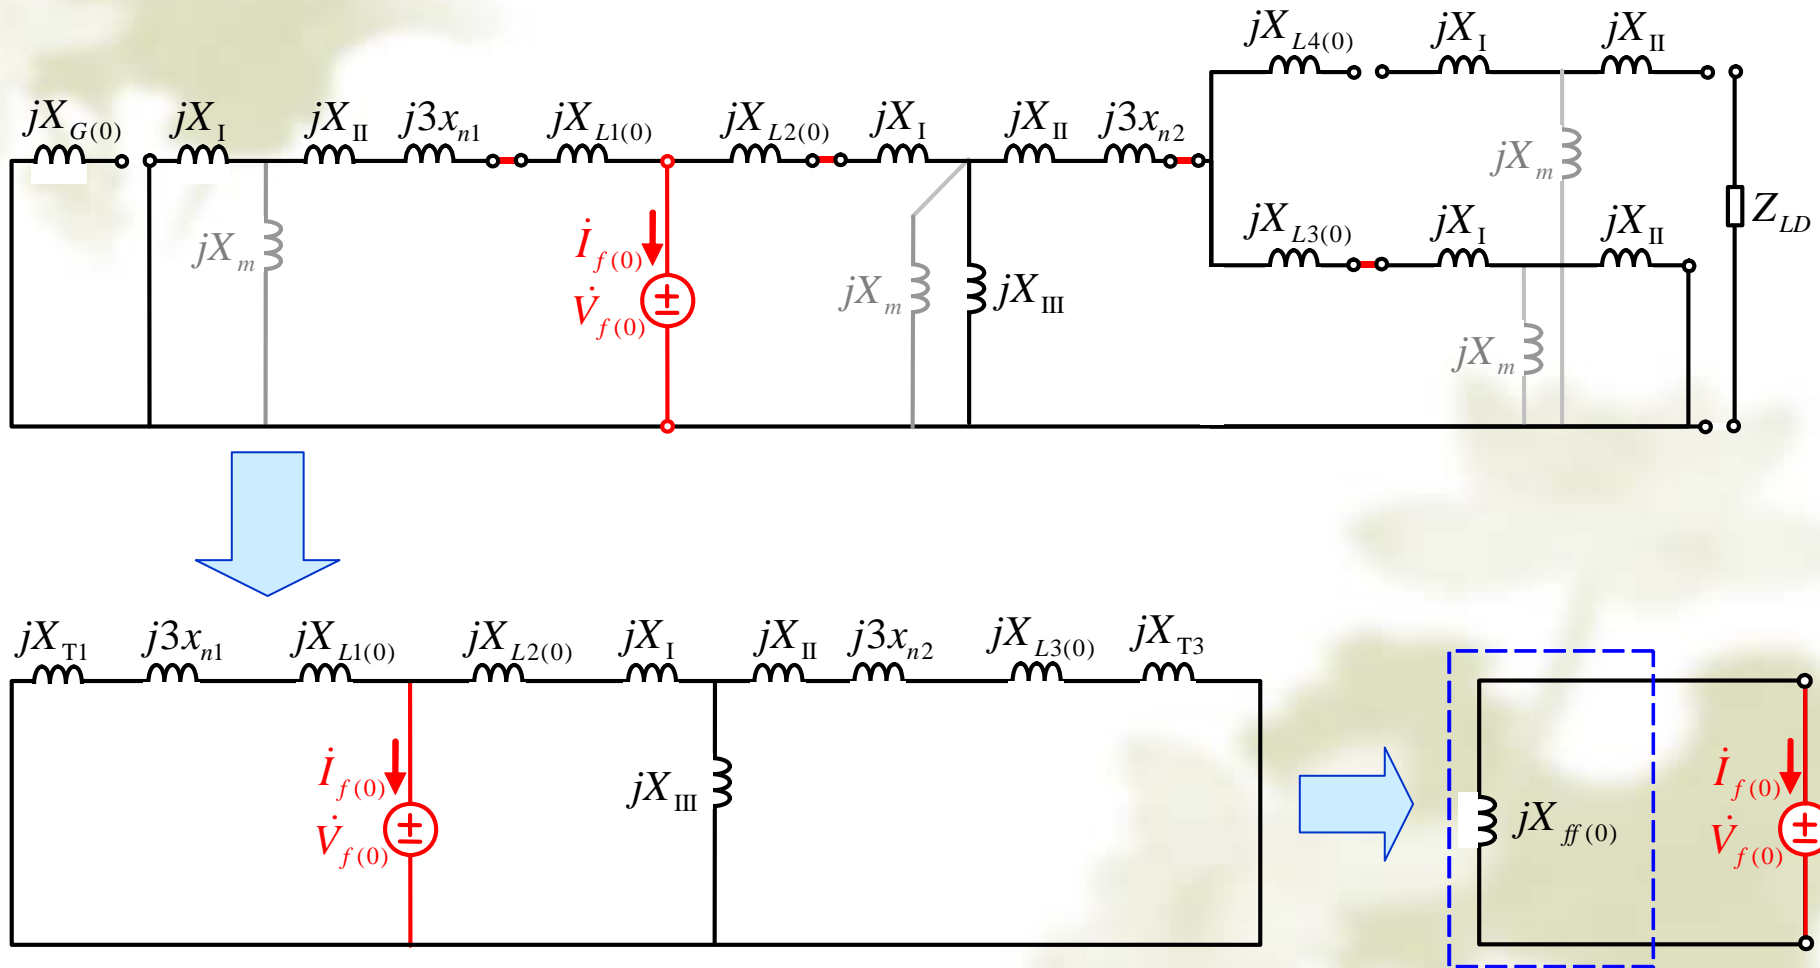 jX_{L4(0)} jX_I jX_II
jX_{G(0)} jX_I jX_II j3x_{n1} jX_{L1(0)} jX_{L2(0)} jX_I jX_II j3x_{n2}
jX_m
jX_{L3(0)} jX_I jX_II Z_{LD}
jX_m İ_{f(0)}
V̇_{f(0)} jX_m jX_III
jX_m
jX_{T1} j3x_{n1} jX_{L1(0)} jX_{L2(0)} jX_I jX_II j3x_{n2} jX_{L3(0)} jX_{T3}
İ_{f(0)} jX_III İ_{f(0)}
V̇_{f(0)} jX_{ff(0)} V̇_{f(0)}